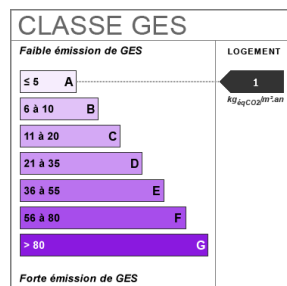 CLASSE GES
Faible émission de GES
LOGEMENT
≤ 5 A
1
kgéqCO2/m².an
6 à 10 B
11 à 20 C
21 à 35 D
36 à 55 E
56 à 80 F
> 80 G
Forte émission de GES